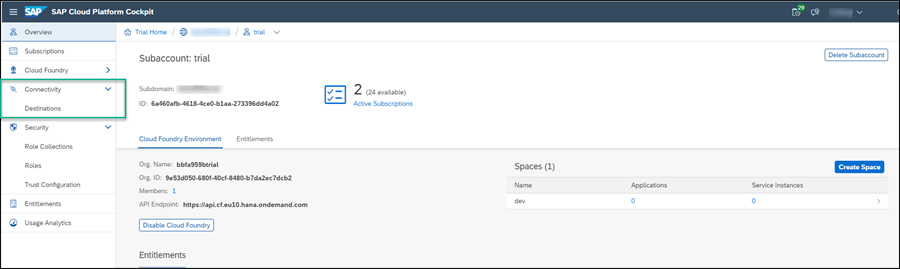 SAP SAP Cloud Platform Cockpit 29
Overview
Subscriptions
Cloud Foundry
Connectivity
Destinations
Security
Role Collections
Roles
Trust Configuration
Entitlements
Usage Analytics
Trial Home / / trial
Subaccount: trial
Delete Subaccount
Subdomain:
ID: 6a460afb-4618-4ce0-b1aa-273396dd4a02
2 (24 available)
Active Subscriptions
Cloud Foundry Environment Entitlements
Org. Name: bbfa959btrial
Org. ID: 9e53d050-680f-40cf-8480-b7da2ec7dcb2
Members: 1
API Endpoint: https://api.cf.eu10.hana.ondemand.com
Disable Cloud Foundry
Spaces (1)
Create Space
Name Applications Service Instances
dev 0 0
Entitlements